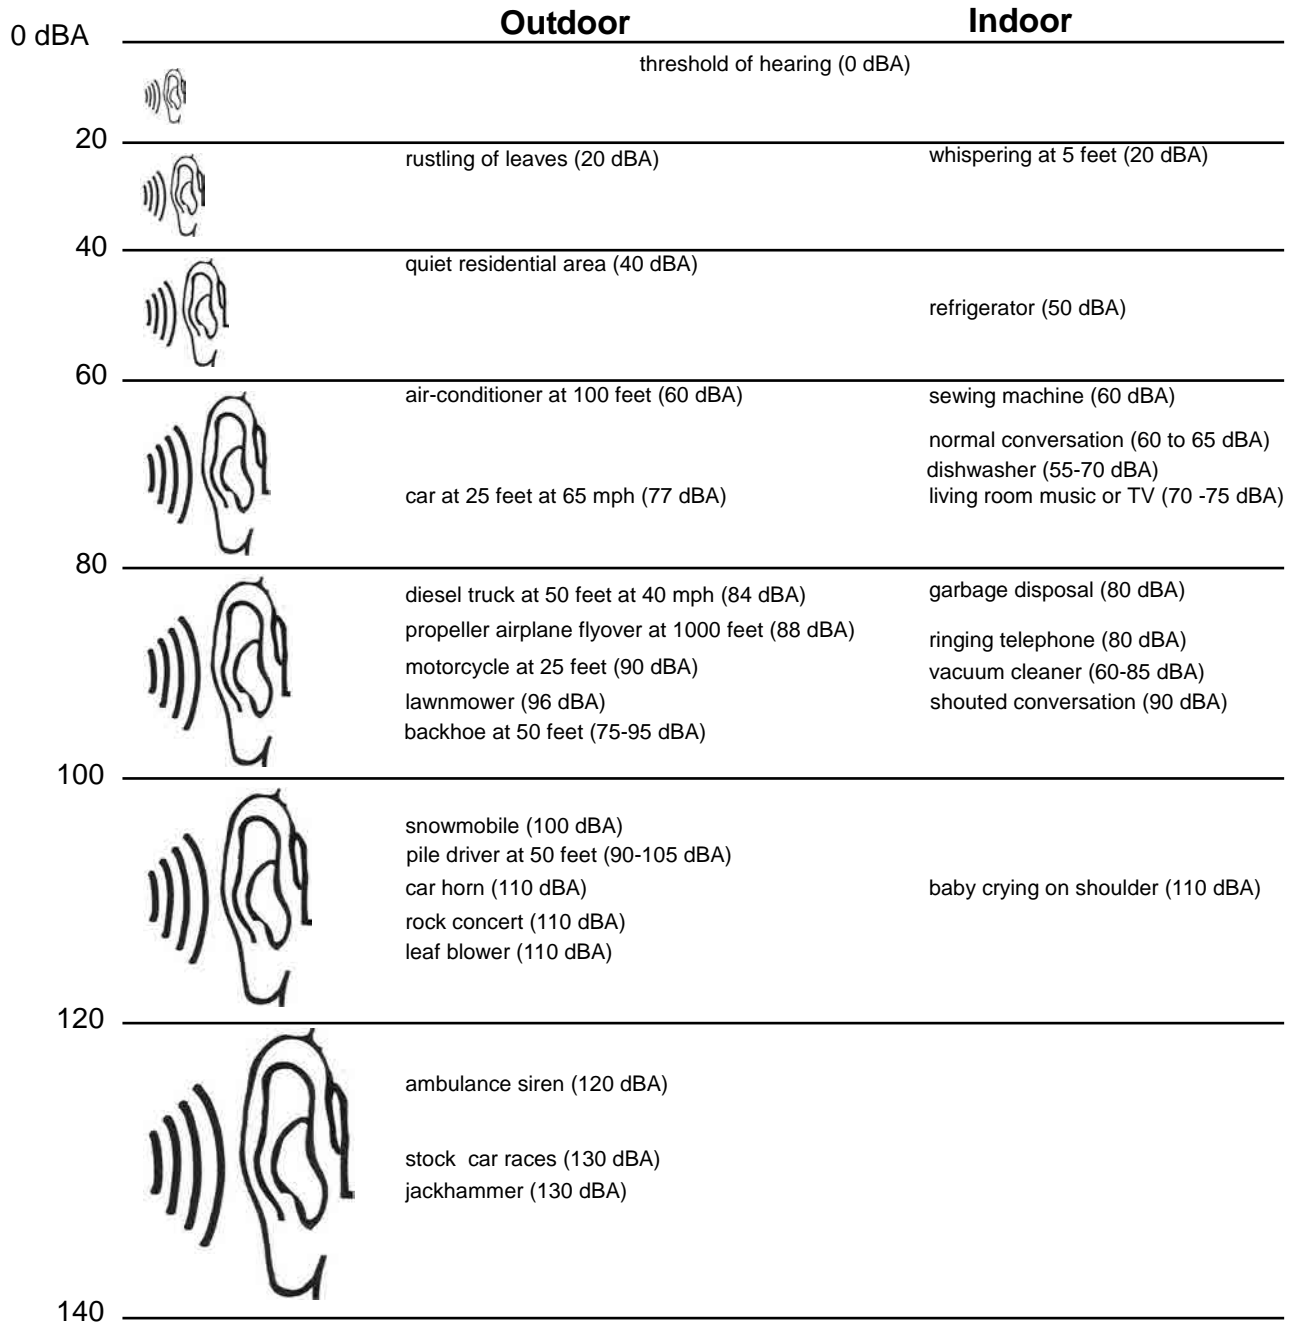 Outdoor Indoor
0 dBA
threshold of hearing (0 dBA)
20
rustling of leaves (20 dBA) whispering at 5 feet (20 dBA)
40
quiet residential area (40 dBA)
refrigerator (50 dBA)
60
air-conditioner at 100 feet (60 dBA) sewing machine (60 dBA)
normal conversation (60 to 65 dBA)
dishwasher (55-70 dBA)
car at 25 feet at 65 mph (77 dBA) living room music or TV (70 -75 dBA)
80
diesel truck at 50 feet at 40 mph (84 dBA) garbage disposal (80 dBA)
propeller airplane flyover at 1000 feet (88 dBA) ringing telephone (80 dBA)
motorcycle at 25 feet (90 dBA) vacuum cleaner (60-85 dBA)
lawnmower (96 dBA) shouted conversation (90 dBA)
backhoe at 50 feet (75-95 dBA)
100
snowmobile (100 dBA)
pile driver at 50 feet (90-105 dBA)
car horn (110 dBA) baby crying on shoulder (110 dBA)
rock concert (110 dBA)
leaf blower (110 dBA)
120
ambulance siren (120 dBA)
stock car races (130 dBA)
jackhammer (130 dBA)
140